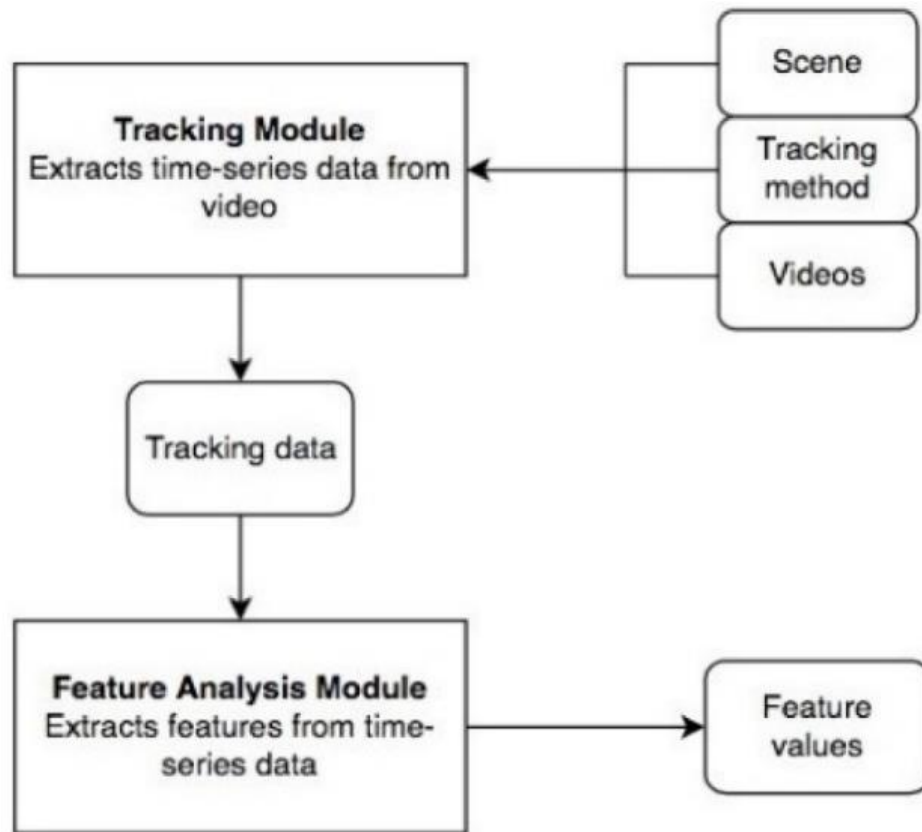 Scene
Tracking Module
Extracts time-series data from
video
Tracking
method
Videos
Tracking data
Feature Analysis Module
Extracts features from time-
series data
Feature
values